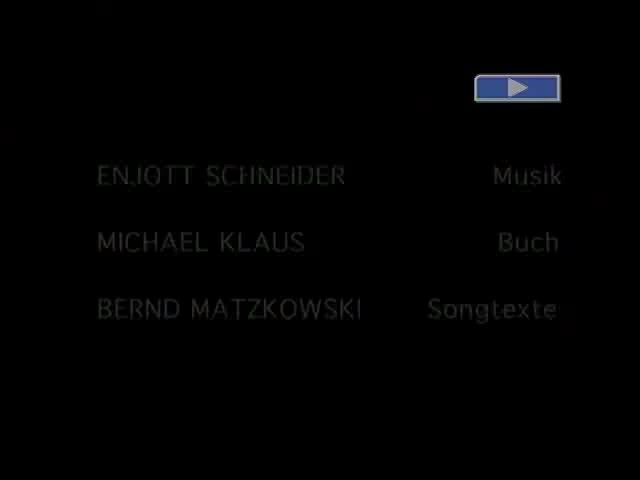 ENJOTT SCHNEIDER Musik
MICHAEL KLAUS Buch
BERND MATZKOWSKI Songtexte